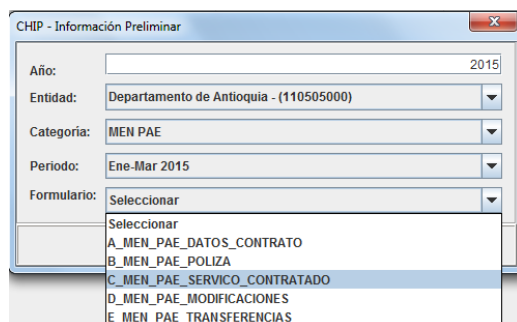 CHIP - Información Preliminar
Año: 2015
Entidad: Departamento de Antioquia - (110505000)
Categoría: MEN PAE
Periodo: Ene-Mar 2015
Formulario: Seleccionar
Seleccionar
A_MEN_PAE_DATOS_CONTRATO
B_MEN_PAE_POLIZA
C_MEN_PAE_SERVICO_CONTRATADO
D_MEN_PAE_MODIFICACIONES
E_MEN_PAE_TRANSFERENCIAS